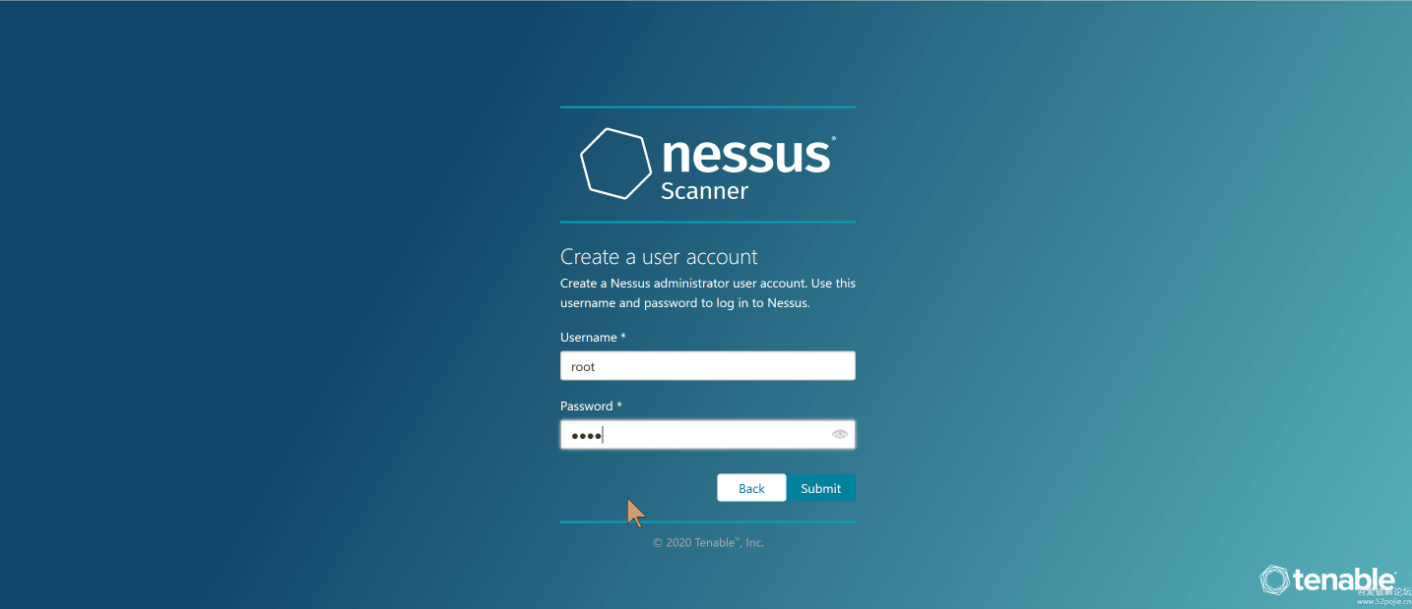 nessus®
Scanner
Create a user account
Create a Nessus administrator user account. Use this
username and password to log in to Nessus.
Username *
root
Password *
••••
Back
Submit
© 2020 Tenable™, Inc.
tenable®
吾爱破解论坛
www.52pojie.cn